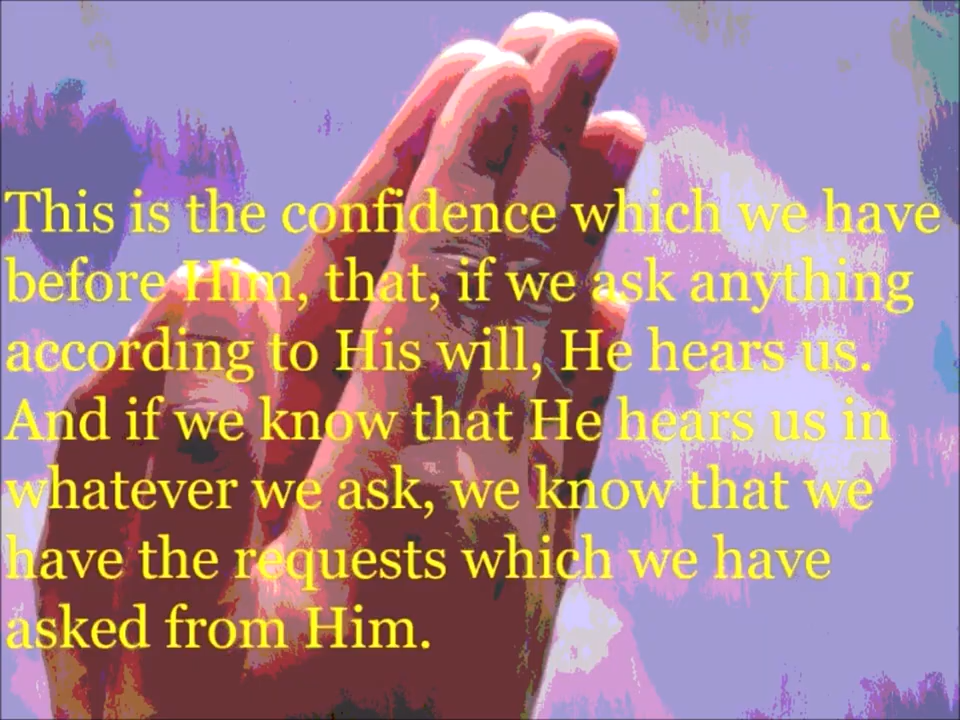 This is the confidence which we have
before Him, that, if we ask anything
according to His will, He hears us.
And if we know that He hears us in
whatever we ask, we know that we
have the requests which we have
asked from Him.